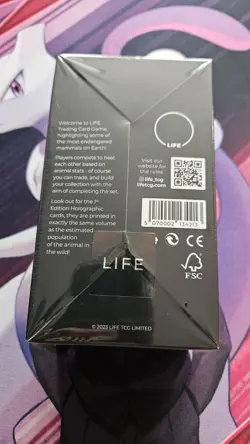 Welcome to LIFE
Trading Card Game,
highlighting some of
the most endangered
mammals on Earth!
Players compete to beat
each other based on
animal stats - of course
you can trade, and build
your collection with the
aim of completing the set.
Look out for the 1st
Edition Holographic
cards, they are printed in
exactly the same volume
as the estimated
population
of the animal in
the wild!
LIFE
Visit our
website for
the rules
@life_tcg
lifetcg.com
5 070002 134213
CE
FSC
LIFE
© 2023 LIFE TCG LIMITED